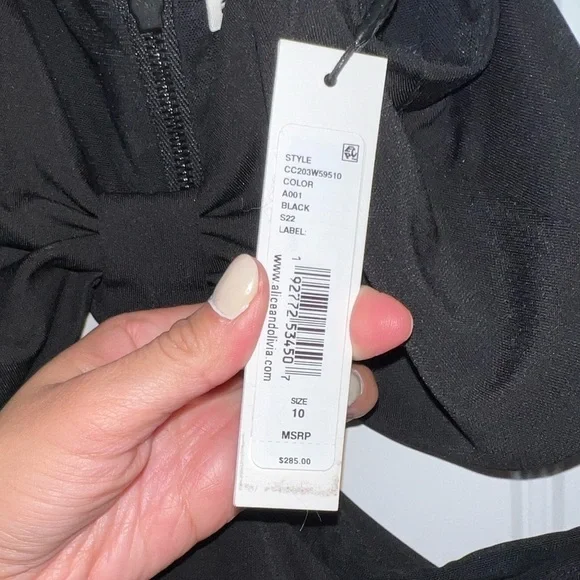 STYLE
CC203W59510
COLOR
A001
BLACK
S22
LABEL:
1 92772 53450 7
www.aliceandolivia.com
SIZE
10
MSRP
$285.00